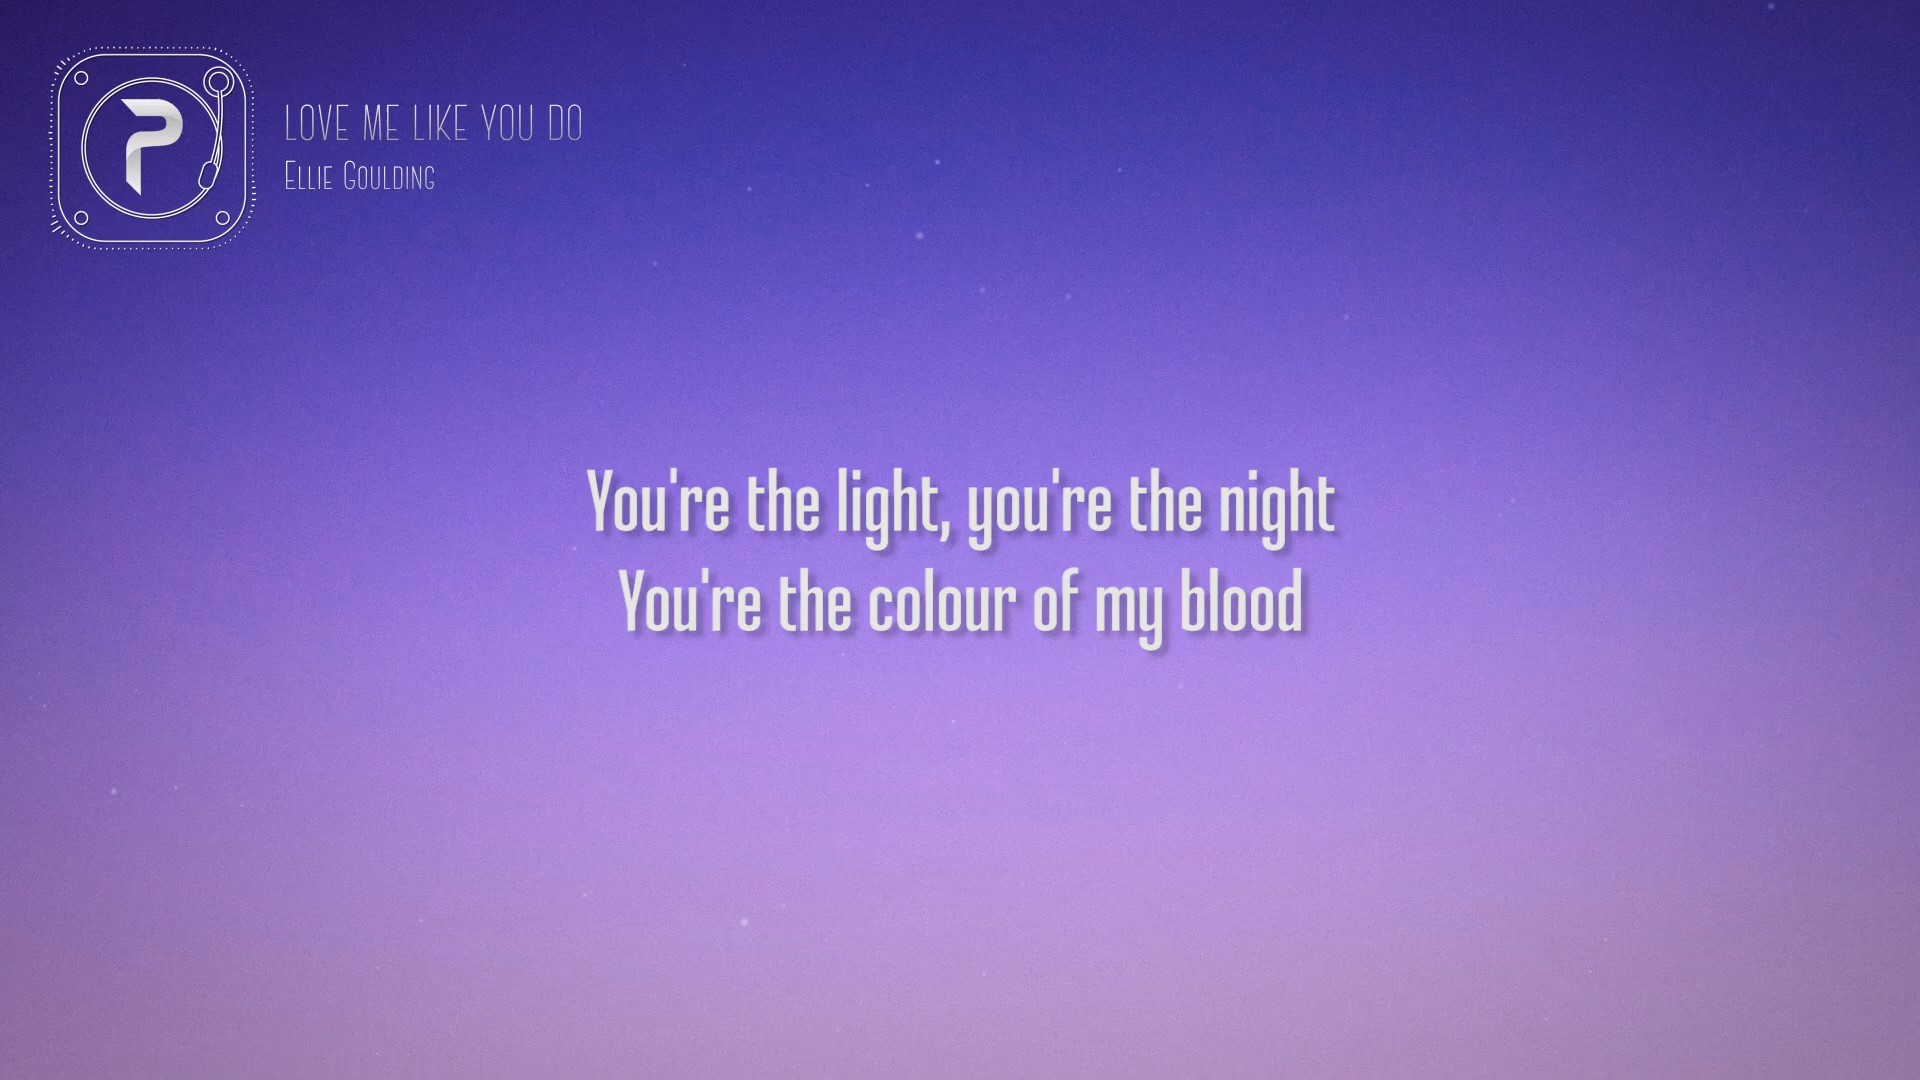 P
LOVE ME LIKE YOU DO
Ellie Goulding
You're the light, you're the night
You're the colour of my blood